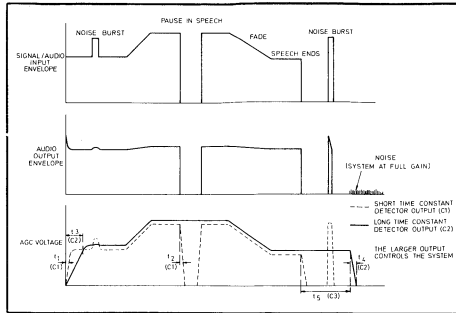 NOISE BURST
PAUSE IN SPEECH
FADE
NOISE BURST
SPEECH ENDS
SIGNAL/AUDIO
INPUT
ENVELOPE
AUDIO
OUTPUT
ENVELOPE
NOISE
(SYSTEM AT FULL GAIN)
SHORT TIME CONSTANT
DETECTOR OUTPUT (C1)
LONG TIME CONSTANT
DETECTOR OUTPUT (C2)
THE LARGER OUTPUT
CONTROLS THE SYSTEM
AGC VOLTAGE
t3
(C2)
t1
(C1)
t2
(C1)
t5 (C3)
t4
(C2)